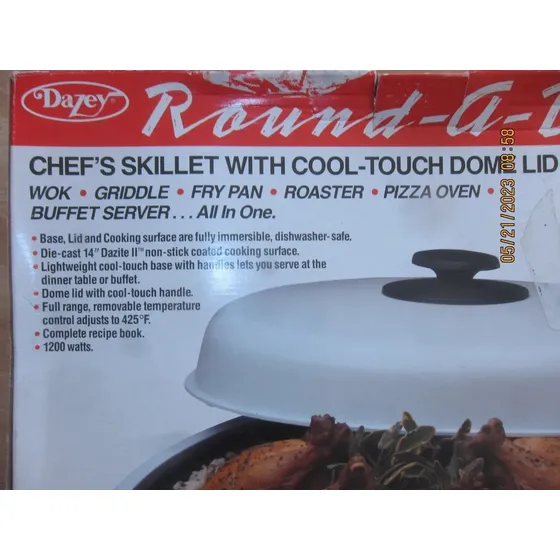 Dazey®
Round-A-
CHEF'S SKILLET WITH COOL-TOUCH DOME LID
WOK • GRIDDLE • FRY PAN • ROASTER • PIZZA OVEN •
BUFFET SERVER . . . All In One.
• Base, Lid and Cooking surface are fully immersible, dishwasher-safe.
• Die-cast 14" Dazite II™ non-stick coated cooking surface.
• Lightweight cool-touch base with handles lets you serve at the
dinner table or buffet.
• Dome lid with cool-touch handle.
• Full range, removable temperature
control adjusts to 425°F.
• Complete recipe book.
• 1200 watts.
05/21/2023 08:58